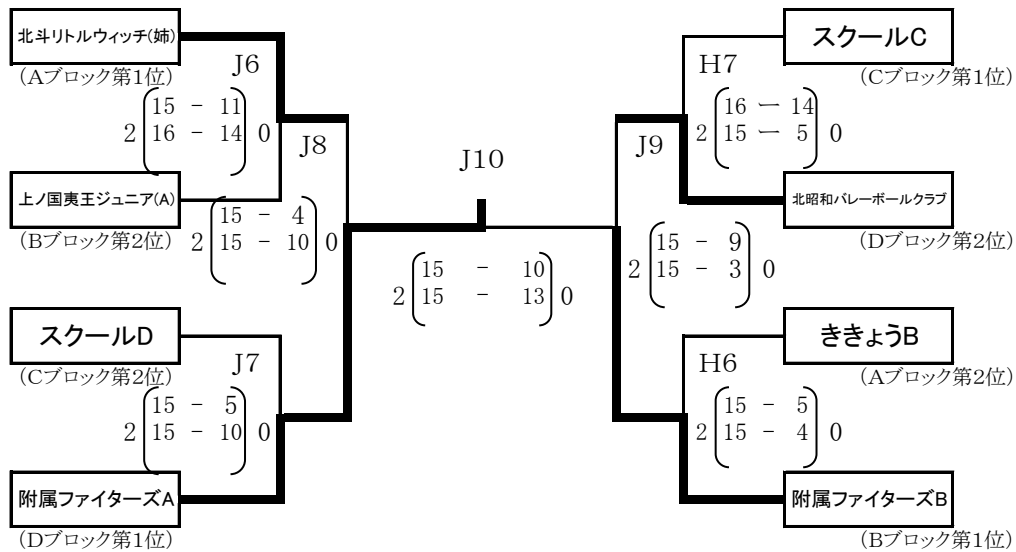 北斗リトルウィッチ(姉)
(Aブロック第1位)
J6
15 - 11
2 16 - 14 0
上ノ国夷王ジュニア(A)
(Bブロック第2位)
J8
15 - 4
2 15 - 10 0
スクールD
(Cブロック第2位)
J7
15 - 5
2 15 - 10 0
附属ファイターズA
(Dブロック第1位)
J10
15 - 10
2 15 - 13 0
スクールC
(Cブロック第1位)
H7
16 ー 14
2 15 ー 5 0
J9
北昭和バレーボールクラブ
(Dブロック第2位)
15 - 9
2 15 - 3 0
ききょうB
(Aブロック第2位)
H6
15 - 5
2 15 - 4 0
附属ファイターズB
(Bブロック第1位)